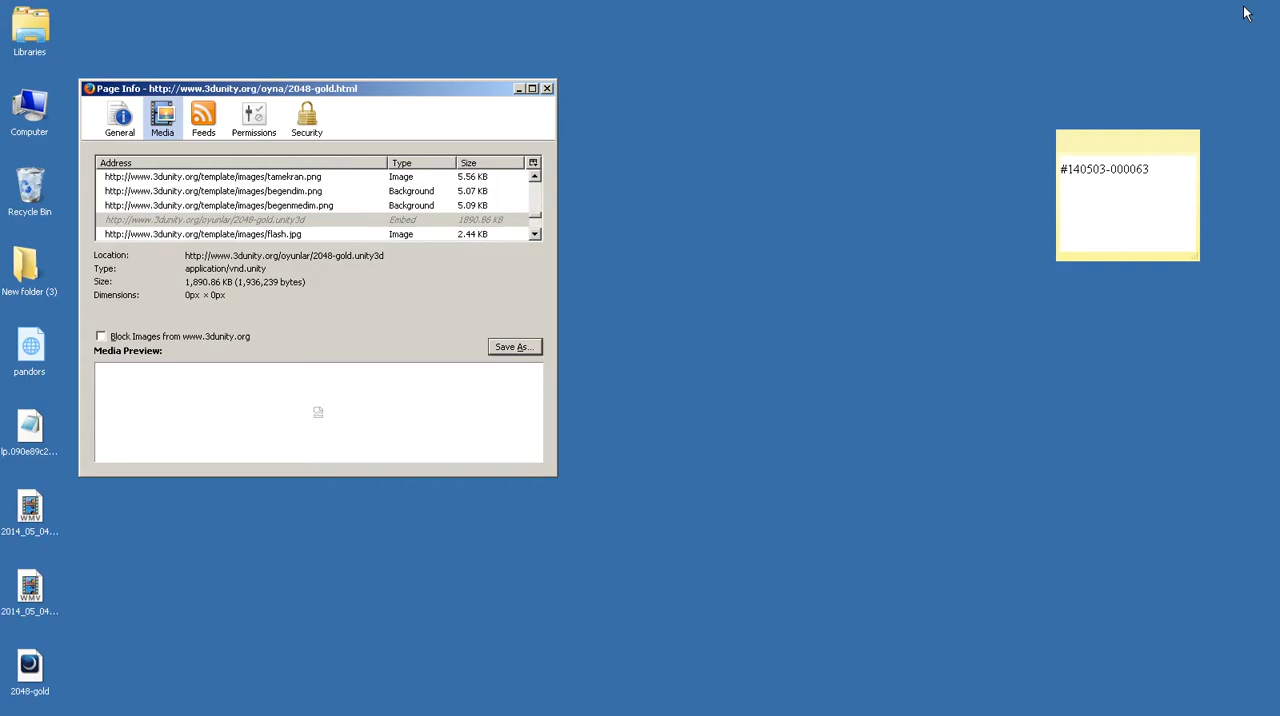 Libraries
Computer
Recycle Bin
New folder (3)
pandors
lp.090e89c2...
2014_05_04...
2014_05_04...
2048-gold
Page Info - http://www.3dunity.org/oyna/2048-gold.html
General Media Feeds Permissions Security
Address Type Size
http://www.3dunity.org/template/images/tamekran.png Image 5.56 KB
http://www.3dunity.org/template/images/begendim.png Background 5.07 KB
http://www.3dunity.org/template/images/begenmedim.png Background 5.09 KB
http://www.3dunity.org/oyunlar/2048-gold.unity3d Embed 1890.86 KB
http://www.3dunity.org/template/images/flash.jpg Image 2.44 KB
Location: http://www.3dunity.org/oyunlar/2048-gold.unity3d
Type: application/vnd.unity
Size: 1,890.86 KB (1,936,239 bytes)
Dimensions: 0px × 0px
Block Images from www.3dunity.org
Media Preview:
Save As...
#140503-000063